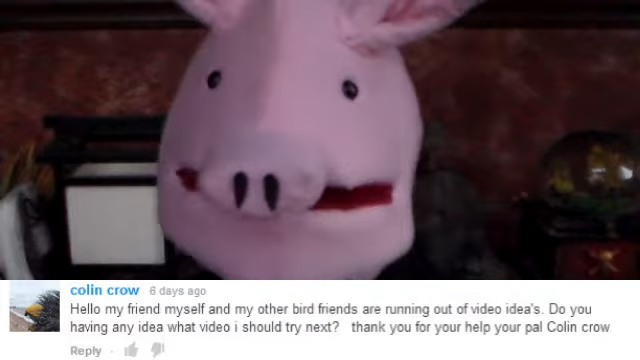 colin crow 6 days ago
Hello my friend myself and my other bird friends are running out of video idea's. Do you
having any idea what video i should try next? thank you for your help your pal Colin crow
Reply